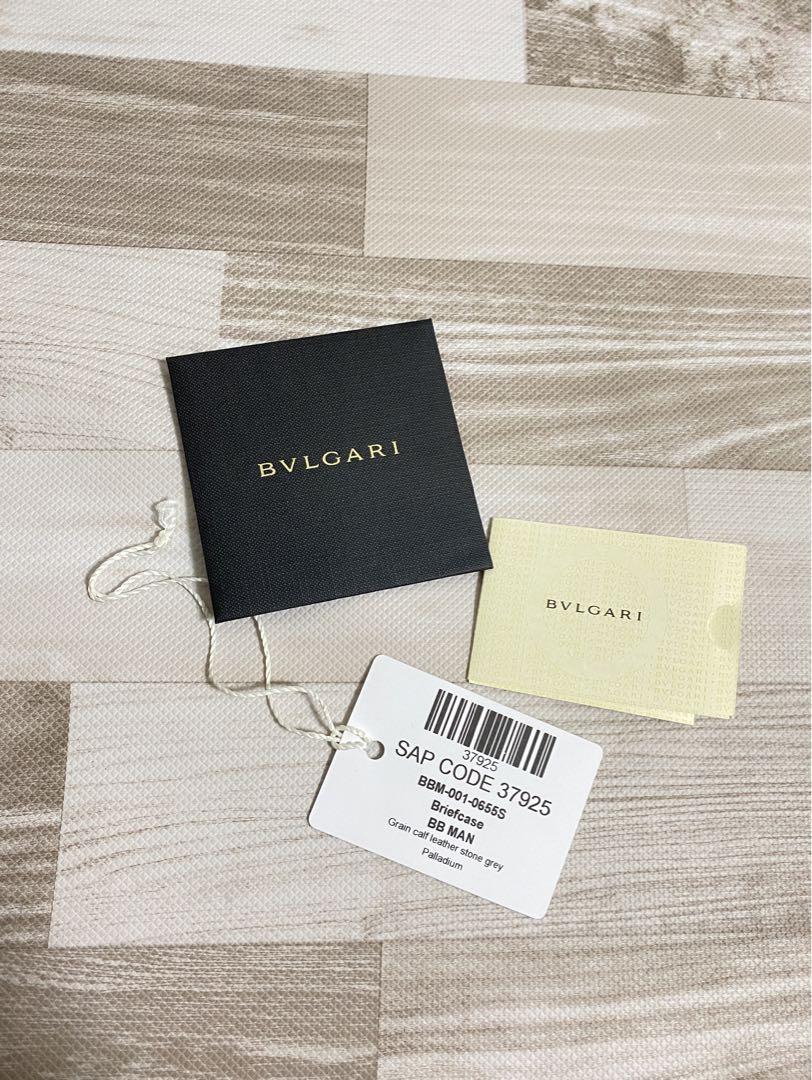 BVLGARI
BVLGARI
37925
SAP CODE 37925
BBM-001-0655S
Briefcase
BB MAN
Grain calf leather stone grey
Palladium